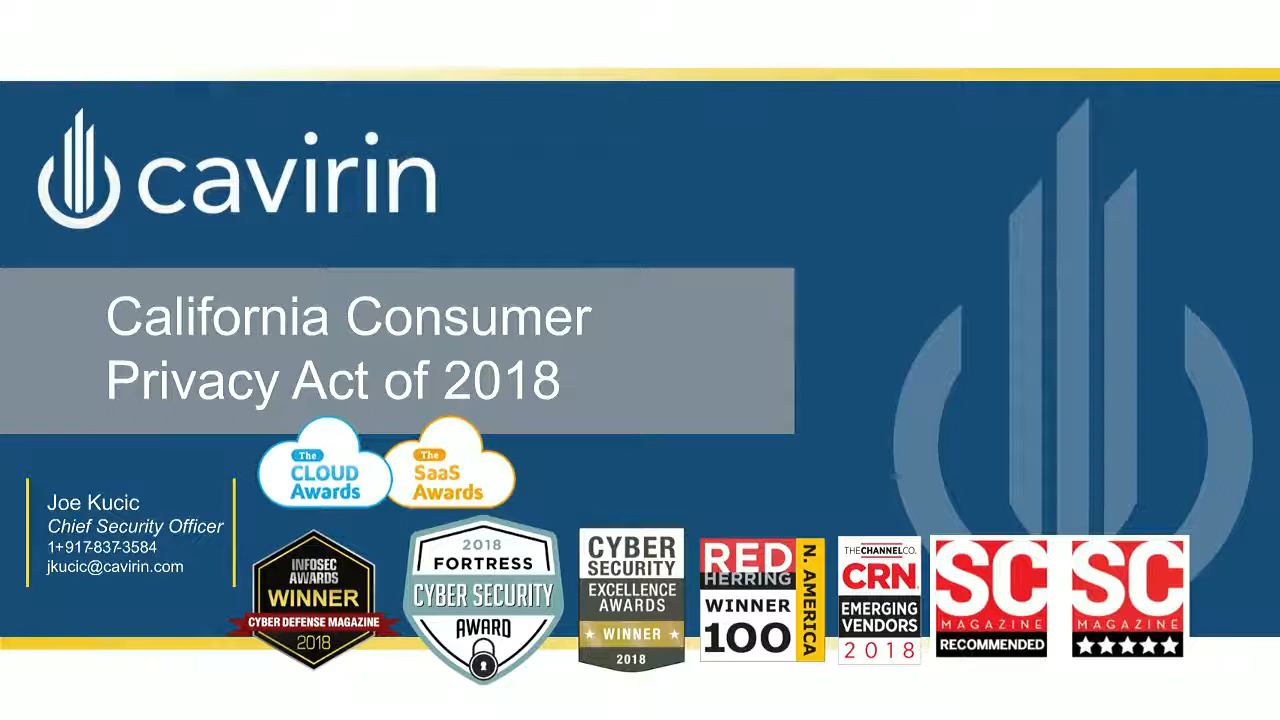 cavirin
California Consumer
Privacy Act of 2018
The
CLOUD
Awards
The
SaaS
Awards
Joe Kucic
Chief Security Officer
1+917-837-3584
jkucic@cavirin.com
INFOSEC
AWARDS
WINNER
CYBER DEFENSE MAGAZINE
2018
2018
FORTRESS
CYBER SECURITY
AWARD
CYBER
SECURITY
EXCELLENCE
AWARDS
★ WINNER ★
2018
RED
HERRING
WINNER
100
N. AMERICA
THE CHANNEL CO.
CRN
EMERGING
VENDORS
2018
SC
MAGAZINE
RECOMMENDED
SC
MAGAZINE
★★★★★